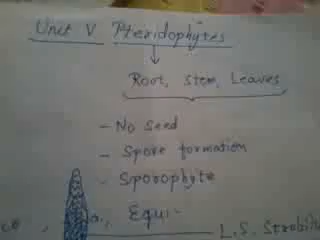 Unit V Pteridophytes
Root, Stem, Leaves
- No Seed
- Spore formation
- Sporophyte
Equi-
L.S. Strobil